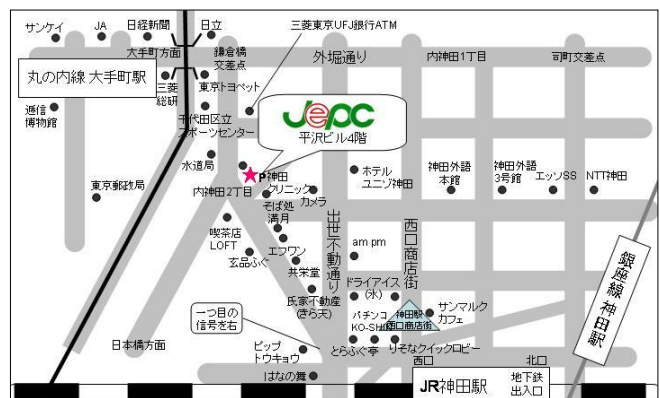 サンケイ
JA
日経新聞
日立
三菱東京UFJ銀行ATM
大手町方面
鎌倉橋
交差点
外堀通り
内神田1丁目
司町交差点
丸の内線 大手町駅
三菱
総研
東京トヨペット
逓信
博物館
千代田区立
スポーツセンター
Jepc
平沢ビル4階
水道局
P神田
クリニック
ホテル
ユニゾ神田
神田外語
本館
神田外語
3号館
エッソSS
NTT神田
東京郵政局
内神田2丁目
カメラ
そば処
満月
出世不動通り
西口商店街
喫茶店
LOFT
エフワン
am pm
玄品ふぐ
共栄堂
銀座線 神田駅
氏家不動産
(きら天)
ドライアイス
(氷)
一つ目の
信号を右
パチンコ
KO-SHIN
神田駅
西口商店街
サンマルク
カフェ
日本橋方面
ビップ
トウキョウ
とらふぐ亭
りそなクイックロビー
西口
北口
はなの舞
JR神田駅
地下鉄
出入口